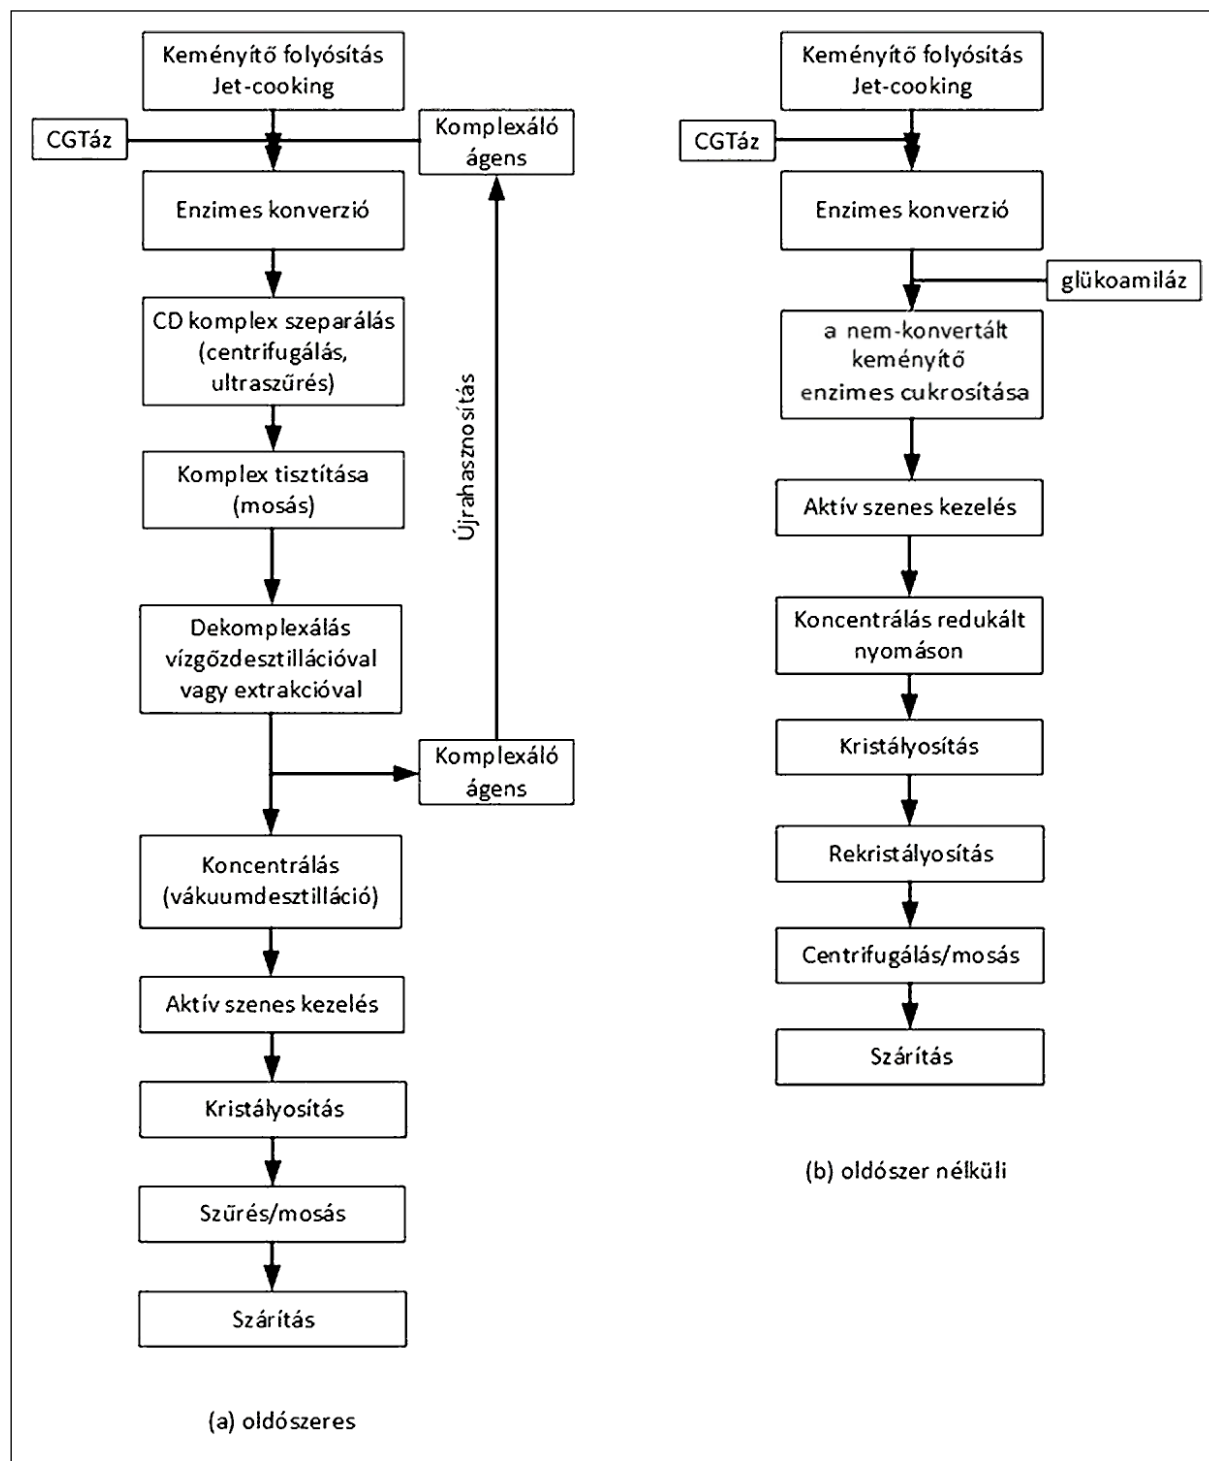 Keményítő folyósítás
Jet-cooking
CGTáz
Komplexáló
ágens
Enzimes konverzió
CD komplex szeparálás
(centrifugálás,
ultraszűrés)
Komplex tisztítása
(mosás)
Újrahasznosítás
Dekomplexálás
vízgőzdesztillációval
vagy extrakcióval
Komplexáló
ágens
Koncentrálás
(vákuumdesztilláció)
Aktív szenes kezelés
Kristályosítás
Szűrés/mosás
Szárítás
(a) oldószeres
Keményítő folyósítás
Jet-cooking
CGTáz
Enzimes konverzió
glükoamiláz
a nem-konvertált
keményítő
enzimes cukrosítása
Aktív szenes kezelés
Koncentrálás redukált
nyomáson
Kristályosítás
Rekristályosítás
Centrifugálás/mosás
Szárítás
(b) oldószer nélküli